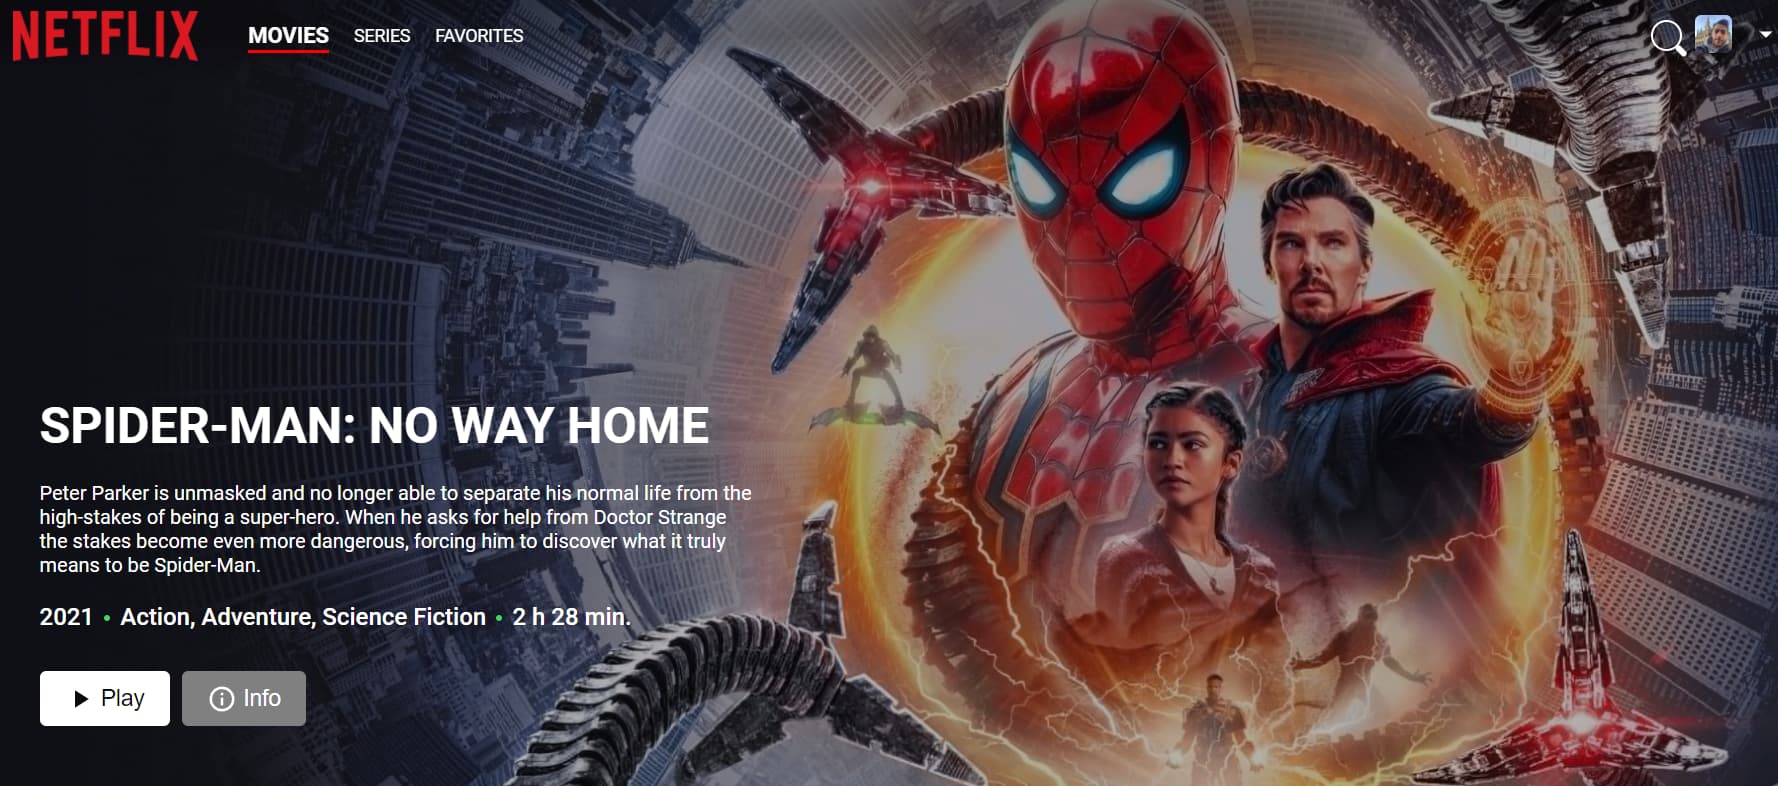 NETFLIX
MOVIES SERIES FAVORITES
SPIDER-MAN: NO WAY HOME
Peter Parker is unmasked and no longer able to separate his normal life from the
high-stakes of being a super-hero. When he asks for help from Doctor Strange
the stakes become even more dangerous, forcing him to discover what it truly
means to be Spider-Man.
2021 • Action, Adventure, Science Fiction • 2 h 28 min.
Play Info